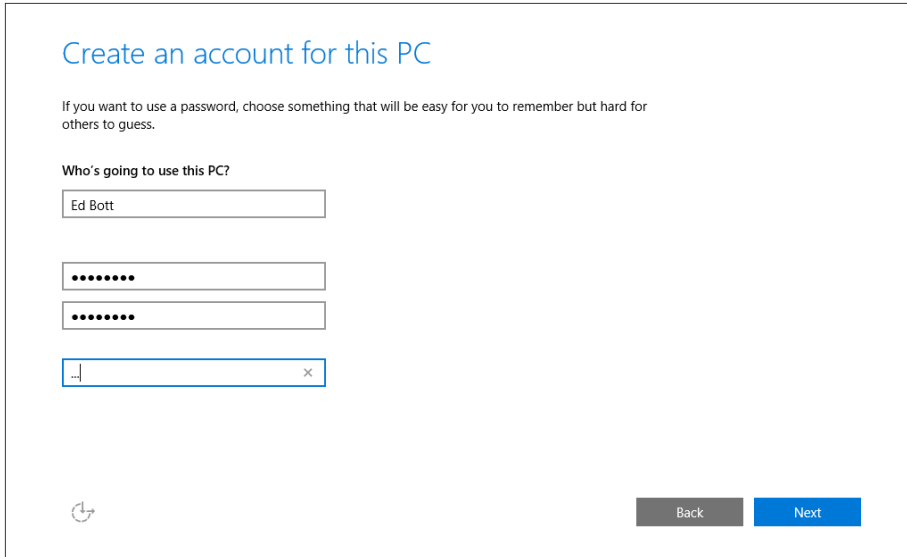 Create an account for this PC
If you want to use a password, choose something that will be easy for you to remember but hard for
others to guess.
Who's going to use this PC?
Ed Bott
●●●●●●●●
●●●●●●●●
...
Back
Next